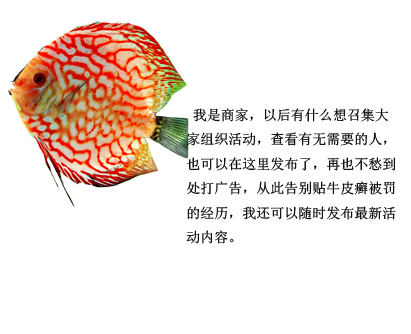 我是商家，以后有什么想召集大
家组织活动，查看有无需要的人，
也可以在这里发布了，再也不愁到
处打广告，从此告别贴牛皮癣被罚
的经历，我还可以随时发布最新活
动内容。